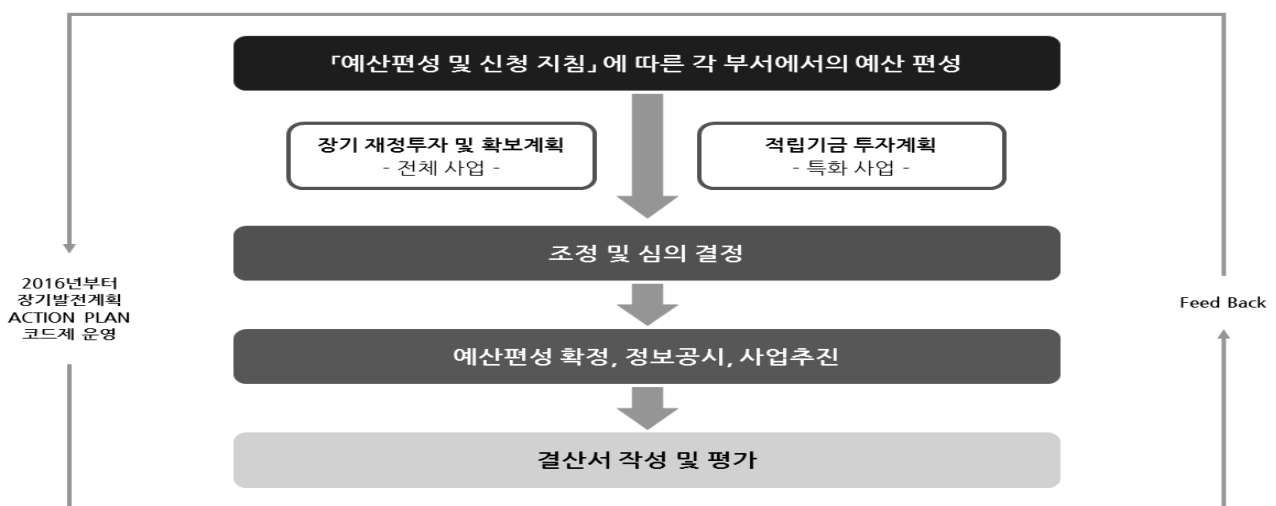 「예산편성 및 신청 지침」에 따른 각 부서에서의 예산 편성
장기 재정투자 및 확보계획
- 전체 사업 -
적립기금 투자계획
- 특화 사업 -
조정 및 심의 결정
2016년부터
장기발전계획
ACTION PLAN
코드제 운영
Feed Back
예산편성 확정, 정보공시, 사업추진
결산서 작성 및 평가